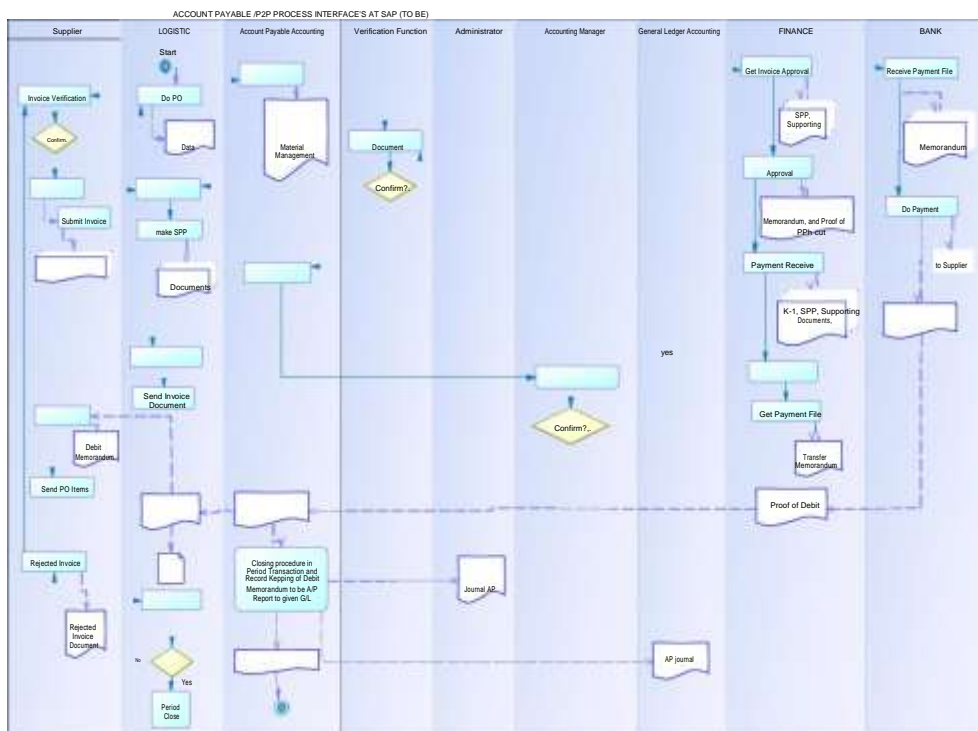 ACCOUNT PAYABLE /P2P PROCESS INTERFACE'S AT SAP (TO BE)
Supplier
LOGISTIC
Account Payable Accounting
Verification Function
Administrator
Accounting Manager
General Ledger Accounting
FINANCE
BANK
Invoice Verification
Confirm.
Submit Invoice
Debit
Memorandum
Send PO Items
Rejected Invoice
Rejected
Invoice
Document
Start
Do PO
Data
make SPP
Documents
Send Invoice
Document
No
Yes
Period
Close
Material
Management
Closing procedure in
Period Transaction and
Record Kepping of Debit
Memorandum to be A/P
Report to given G/L
Document
Confirm?..
Journal AP
Confirm?..
yes
AP journal
Get Invoice Approval
SPP,
Supporting
Approval
Memorandum, and Proof of
PPh cut
Payment Receive
K-1, SPP, Supporting
Documents,
Get Payment File
Transfer
Memorandum
Proof of Debit
Receive Payment File
Memorandum
Do Payment
to Supplier